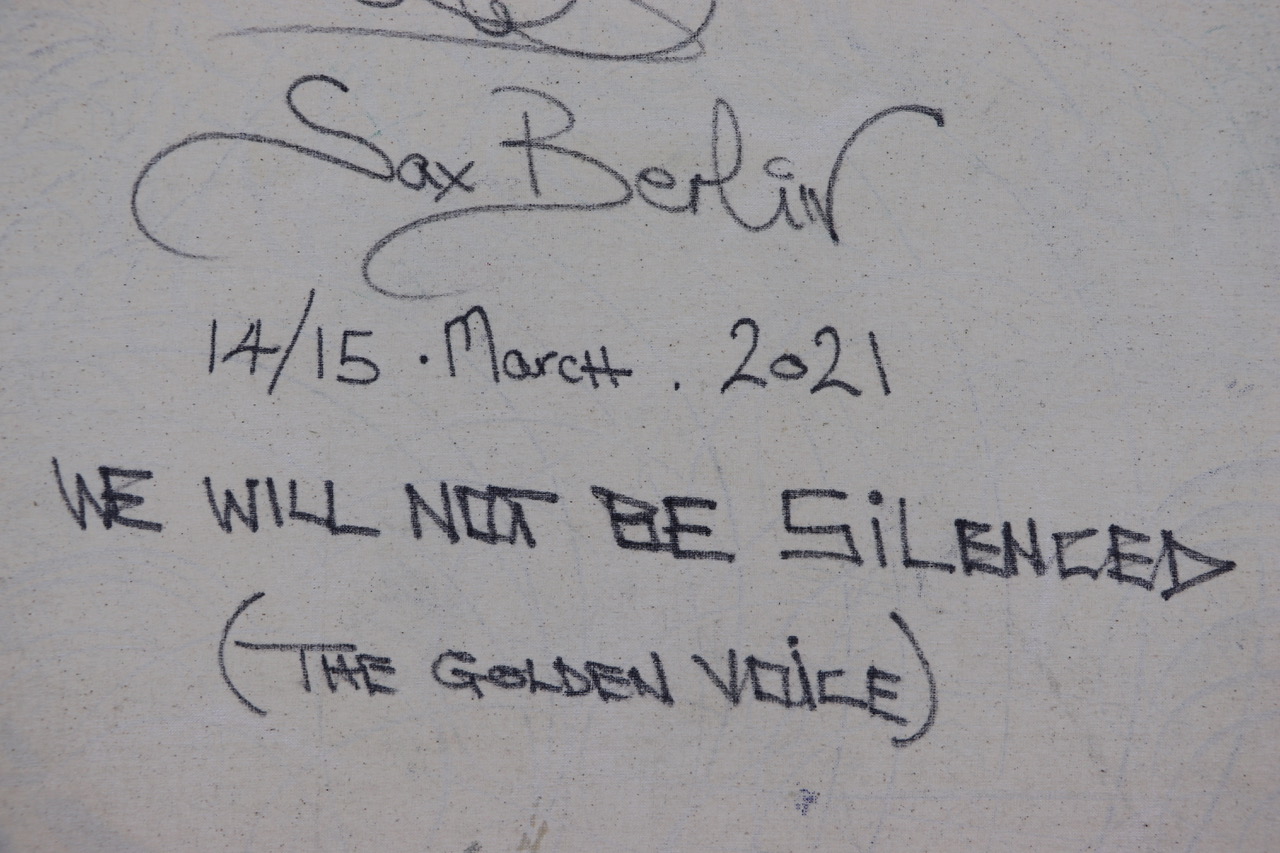 Sax Berlin
14/15 . March . 2021
WE WILL NOT BE SiLENCED
(THE GOLDEN VOiCE)